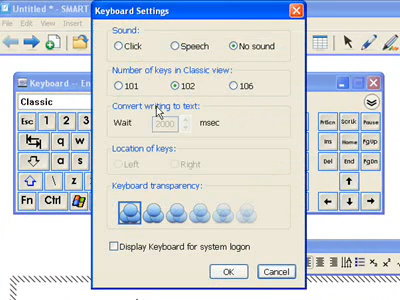 Untitled * - SMART
File Edit View Insert
Keyboard Settings
Sound:
Click Speech No sound
Number of keys in Classic view:
101 102 106
Convert writing to text:
Wait 2000 msec
Location of keys:
Left Right
Keyboard transparency:
Display Keyboard for system logon
OK Cancel
Keyboard -- En
Classic
Esc 1 2 PrtScn Scrlk Pause
q w Ins Home PgUp
a s Del End PgDn
z
Fn Ctrl